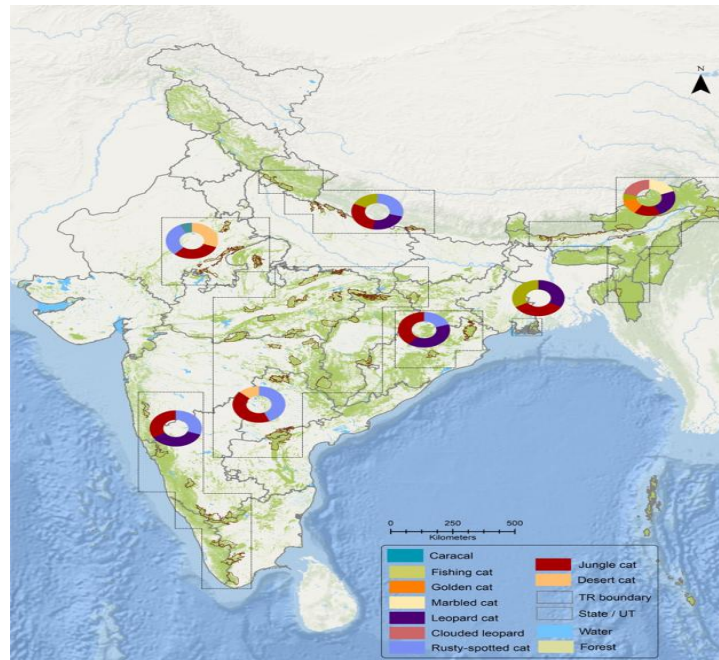 N
0 250 500
Kilometers
Caracal
Fishing cat
Golden cat
Marbled cat
Leopard cat
Clouded leopard
Rusty-spotted cat
Jungle cat
Desert cat
TR boundary
State / UT
Water
Forest